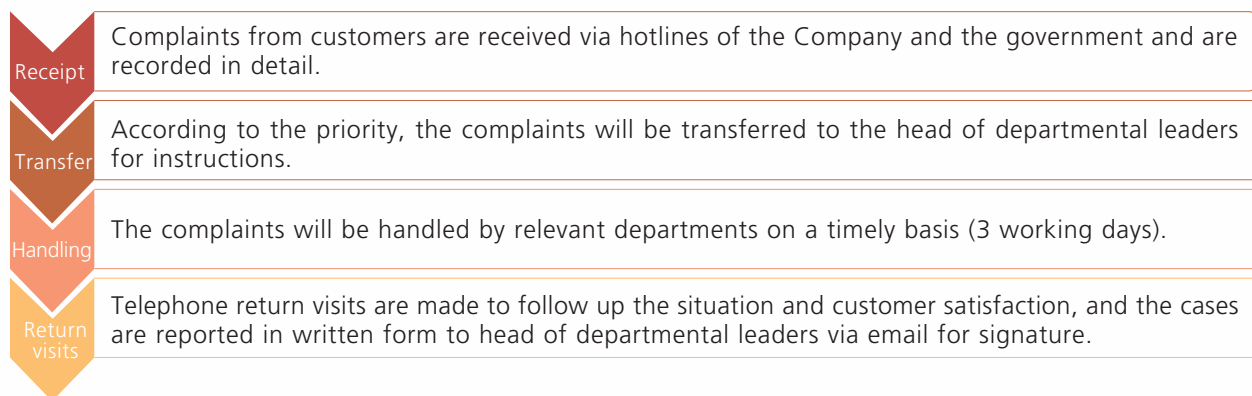 Receipt
Complaints from customers are received via hotlines of the Company and the government and are
recorded in detail.
Transfer
According to the priority, the complaints will be transferred to the head of departmental leaders
for instructions.
Handling
The complaints will be handled by relevant departments on a timely basis (3 working days).
Return
visits
Telephone return visits are made to follow up the situation and customer satisfaction, and the cases
are reported in written form to head of departmental leaders via email for signature.